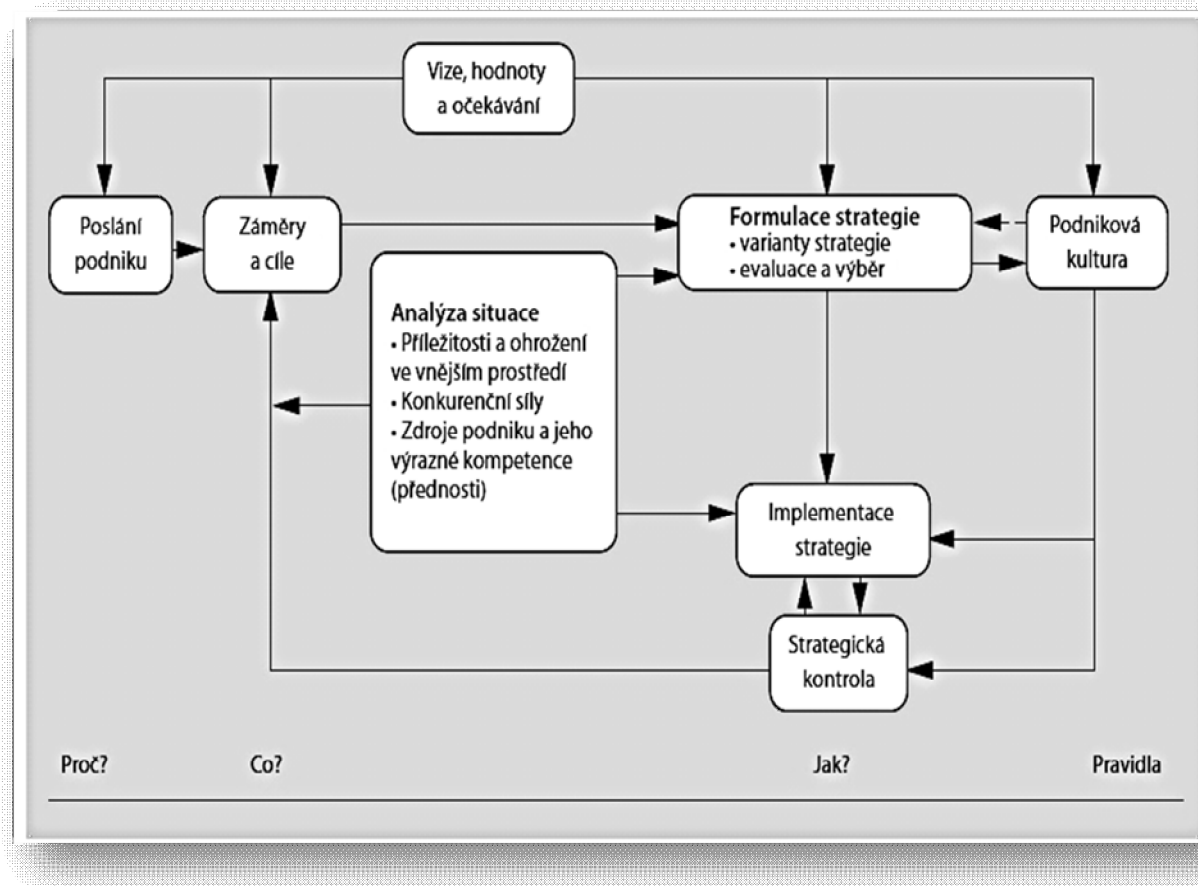 Vize, hodnoty
a očekávání
Poslání
podniku
Záměry
a cíle
Formulace strategie
• varianty strategie
• evaluace a výběr
Podniková
kultura
Analýza situace
• Příležitosti a ohrožení
ve vnějším prostředí
• Konkurenční síly
• Zdroje podniku a jeho
výrazné kompetence
(přednosti)
Implementace
strategie
Strategická
kontrola
Proč?
Co?
Jak?
Pravidla